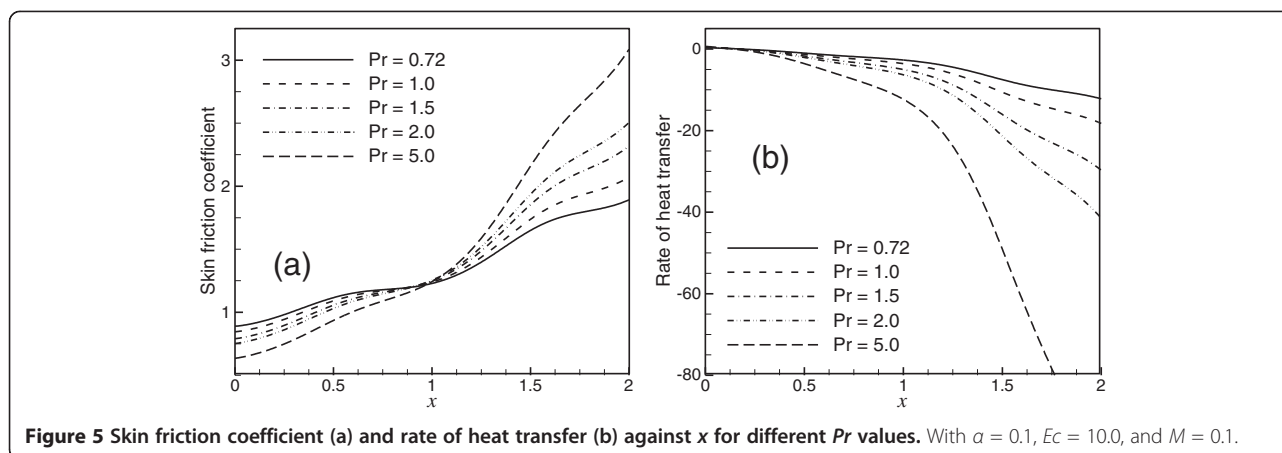 Skin friction coefficient
3
2
1
Pr = 0.72
Pr = 1.0
Pr = 1.5
Pr = 2.0
Pr = 5.0
(a)
0 0.5 1 1.5 2
x
Rate of heat transfer
0
-20
-40
-60
-80
(b)
Pr = 0.72
Pr = 1.0
Pr = 1.5
Pr = 2.0
Pr = 5.0
0 0.5 1 1.5 2
x
Figure 5 Skin friction coefficient (a) and rate of heat transfer (b) against x for different Pr values. With α = 0.1, Ec = 10.0, and M = 0.1.